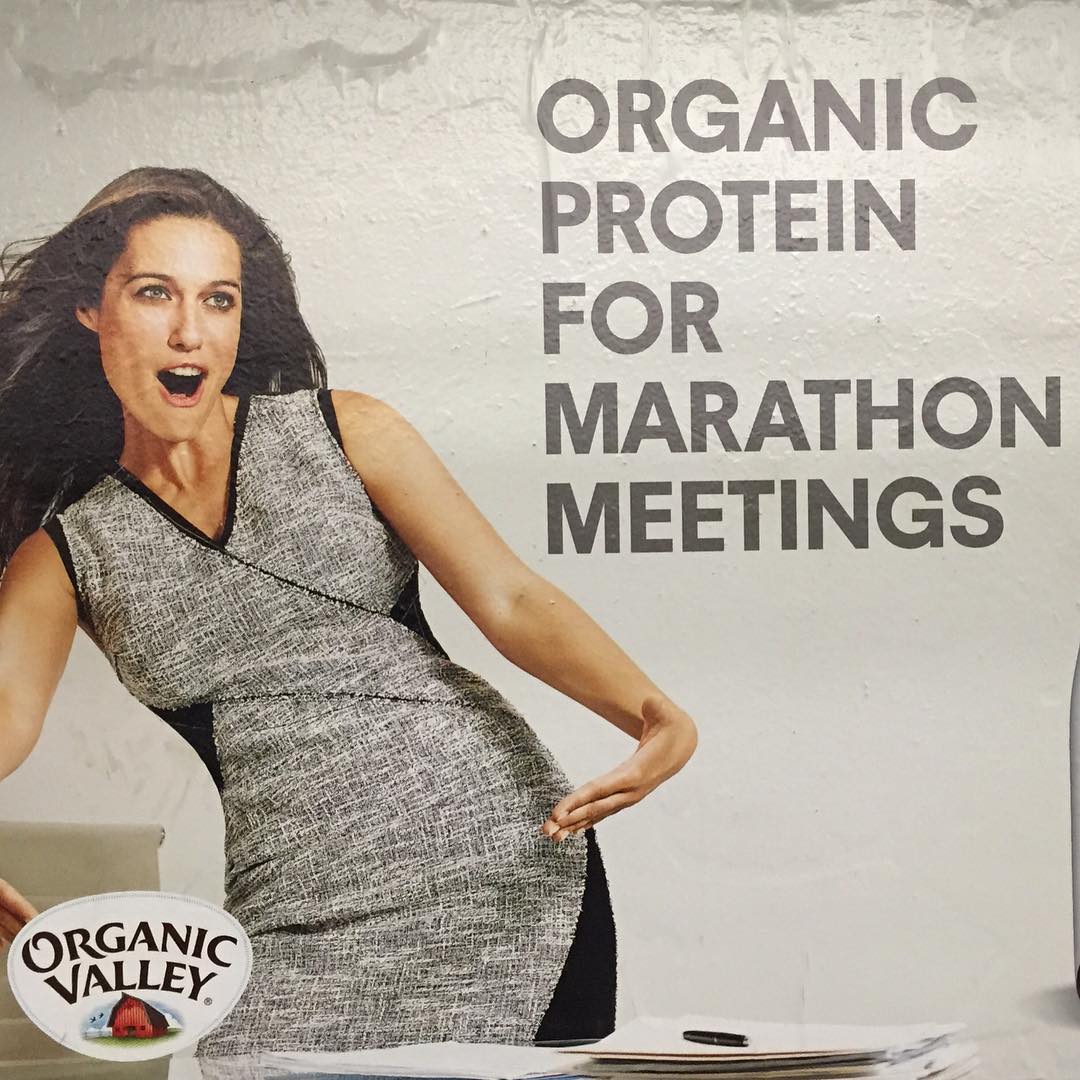 ORGANIC
PROTEIN
FOR
MARATHON
MEETINGS
ORGANIC
VALLEY®